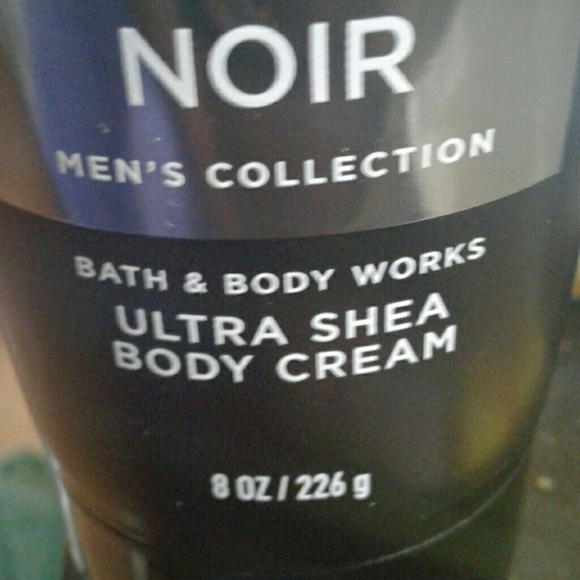 NOIR
MEN'S COLLECTION
BATH & BODY WORKS
ULTRA SHEA
BODY CREAM
8 OZ / 226 g